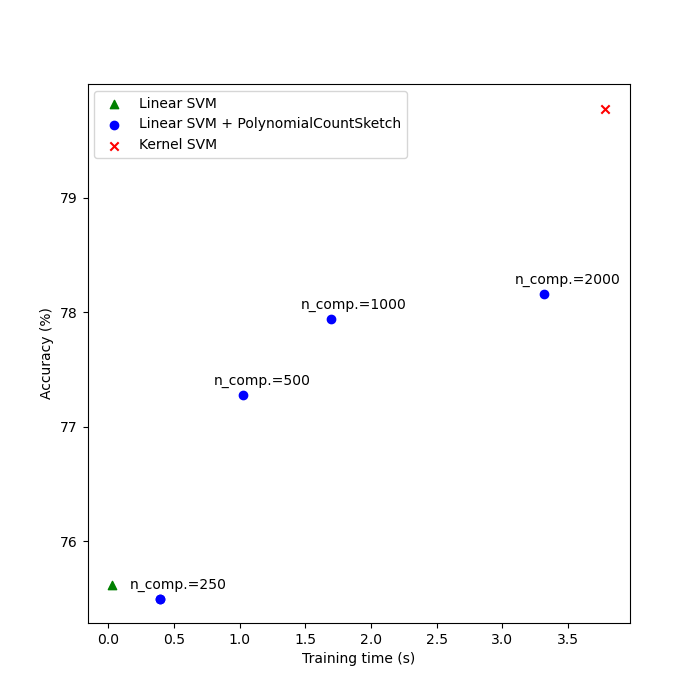 Linear SVM
Linear SVM + PolynomialCountSketch
Kernel SVM
79
n_comp.=2000
78
n_comp.=1000
n_comp.=500
77
76
n_comp.=250
0.0 0.5 1.0 1.5 2.0 2.5 3.0 3.5
Training time (s)
Accuracy (%)